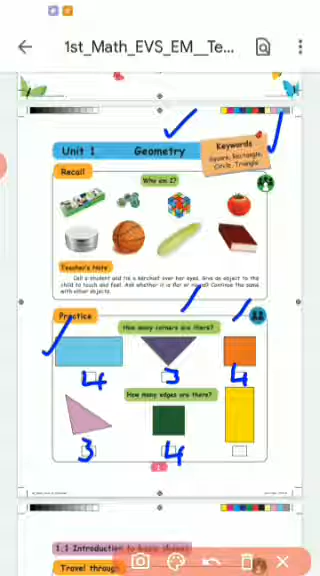 1st_Math_EVS_EM__Te...
Unit 1 Geometry
Keywords
Square, Rectangle,
Circle, Triangle
Recall
Who am I?
Teacher's Note:
Call a student and tie a kerchief over her eyes. Give an object to the
child to touch and feel. Ask whether it is flat or round? Continue the same
with other objects.
Practice
How many corners are there?
4 3 4
How many edges are there?
3 4
1
1.1 Introduction to basic shapes
Travel through